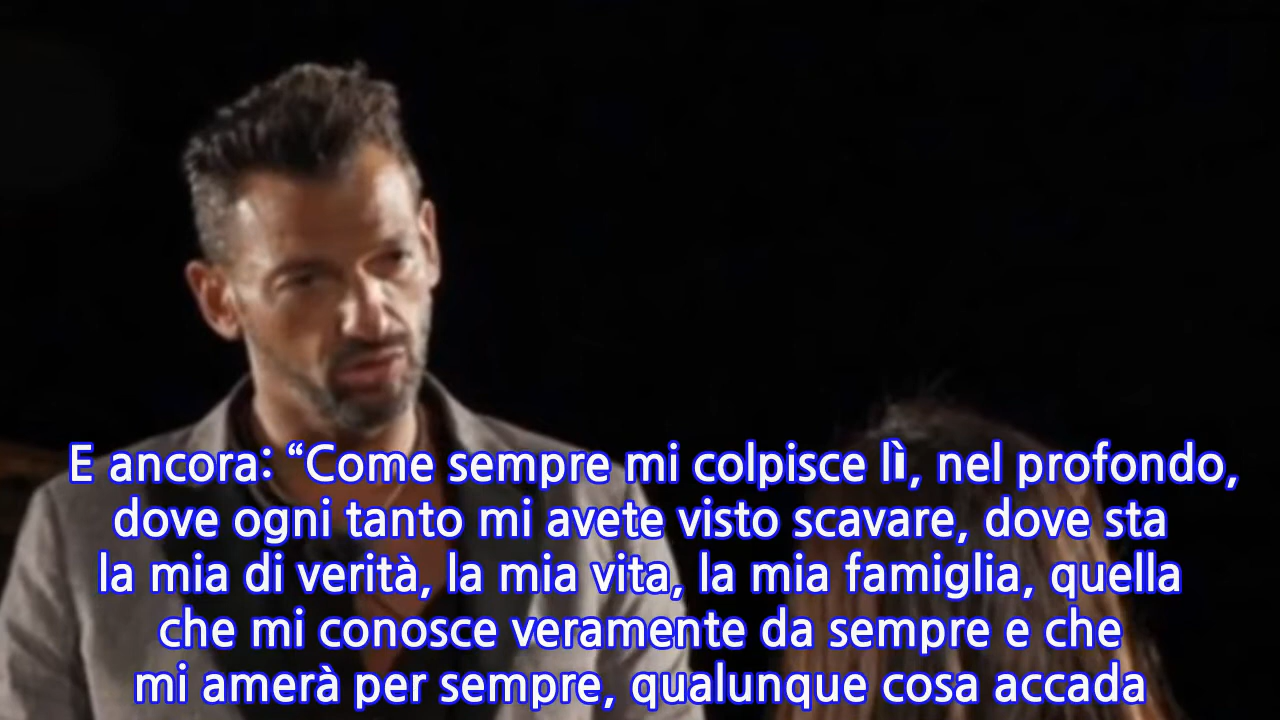 E ancora: “Come sempre mi colpisce lì, nel profondo,
dove ogni tanto mi avete visto scavare, dove sta
la mia di verità, la mia vita, la mia famiglia, quella
che mi conosce veramente da sempre e che
mi amerà per sempre, qualunque cosa accada